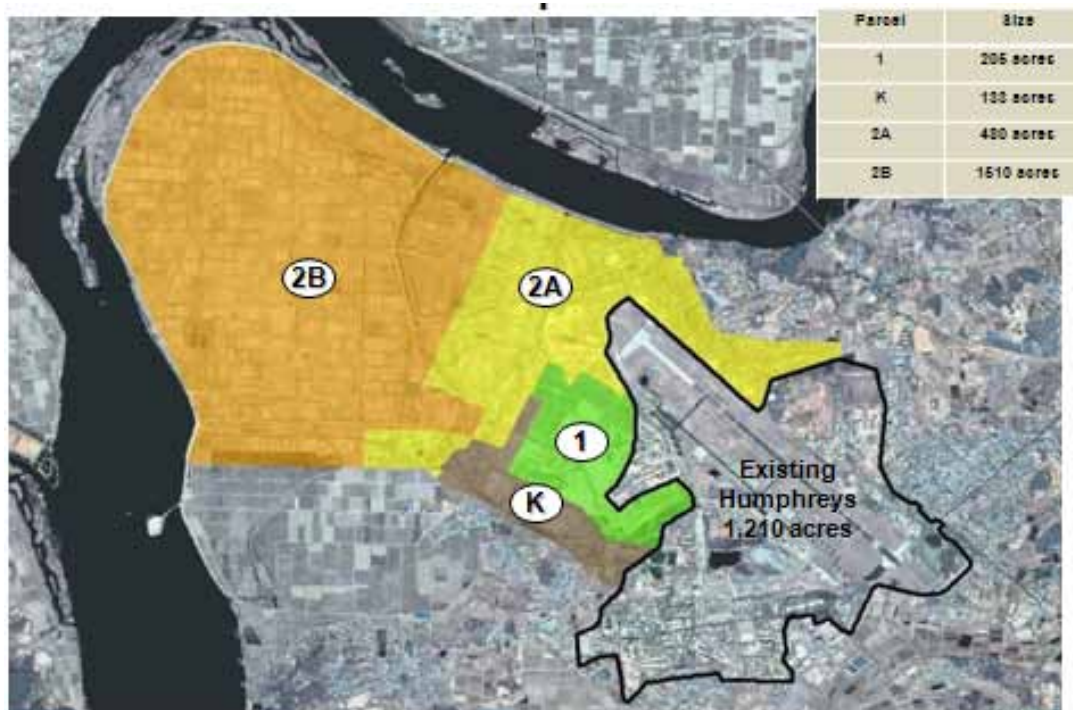 Parcel Size
1 205 acres
K 133 acres
2A 480 acres
2B 1510 acres
2B
2A
1
K
Existing
Humphreys
1,210 acres